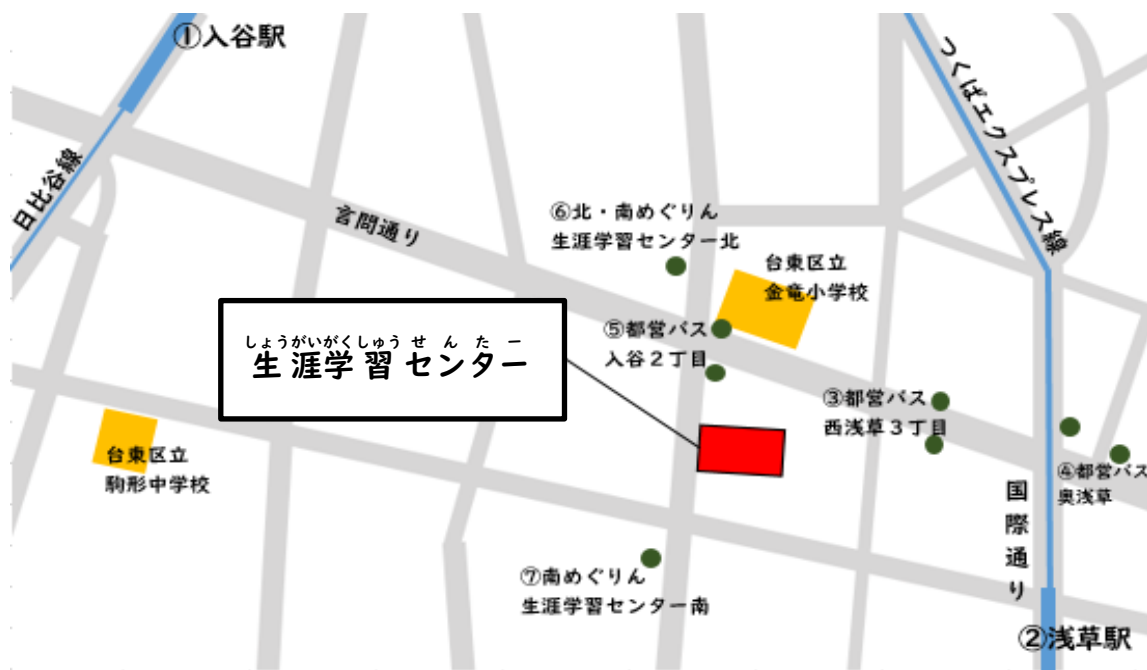 ①入谷駅
つくばエクスプレス線
日比谷線
言問通り
⑥北・南めぐりん
生涯学習センター北
台東区立
金竜小学校
しょうがいがくしゅうせんたー
生涯学習センター
⑤都営バス
入谷２丁目
③都営バス
西浅草３丁目
台東区立
駒形中学校
④都営バス
奥浅草
国際通り
⑦南めぐりん
生涯学習センター南
②浅草駅